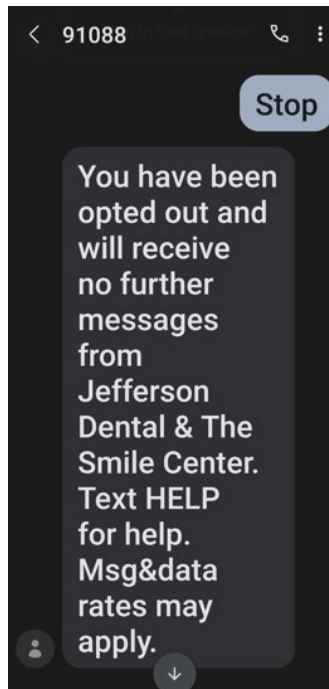 91088
Stop
You have been
opted out and
will receive
no further
messages
from
Jefferson
Dental & The
Smile Center.
Text HELP
for help.
Msg&data
rates may
apply.